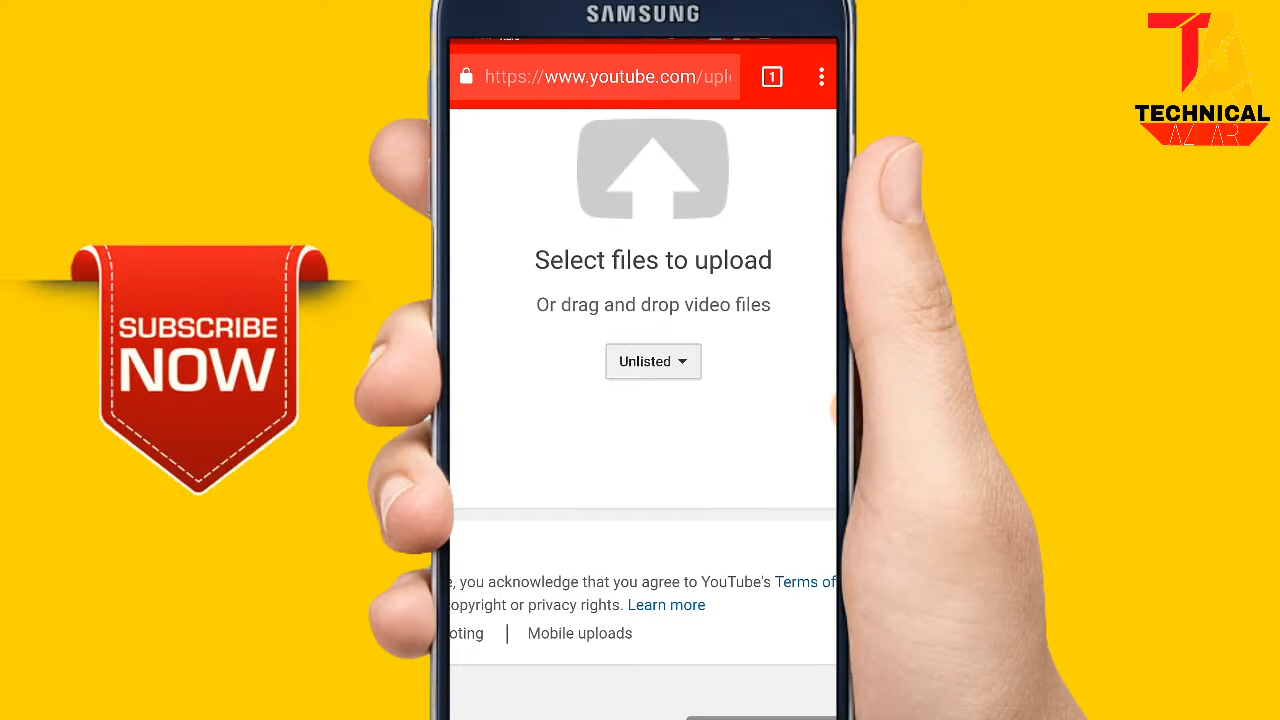 SAMSUNG
https://www.youtube.com/upl
1
TECHNICAL
AZHAR
Select files to upload
Or drag and drop video files
Unlisted
SUBSCRIBE
NOW
e, you acknowledge that you agree to YouTube's Terms of
opyright or privacy rights. Learn more
oting | Mobile uploads